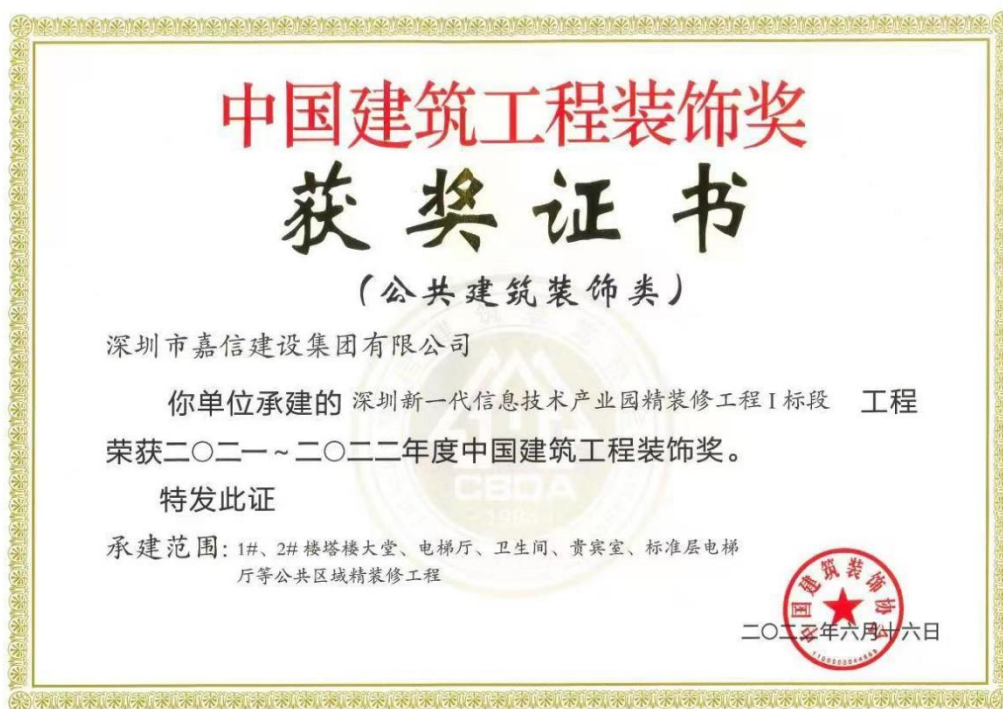 中国建筑工程装饰奖
获奖证书
（公共建筑装饰类）
深圳市嘉信建设集团有限公司
你单位承建的 深圳新一代信息技术产业园精装修工程I标段 工程
荣获二〇二一~二〇二二年度中国建筑工程装饰奖。
特发此证
承建范围：1#、2#楼塔楼大堂、电梯厅、卫生间、贵宾室、标准层电梯
厅等公共区域精装修工程
中国建筑装饰协会
年六月十六日
CBDA